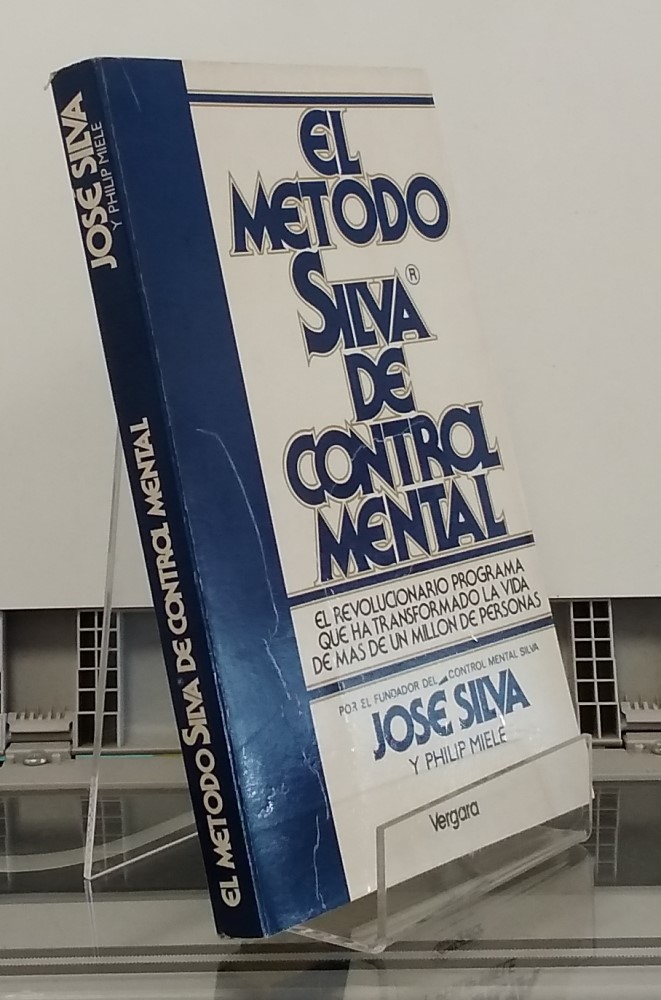 JOSÉ SILVA
Y PHILIP MIELE
EL METODO SILVA DE CONTROL MENTAL
EL
METODO
SILVA®
DE
CONTROL
MENTAL
EL REVOLUCIONARIO PROGRAMA
QUE HA TRANSFORMADO LA VIDA
DE MAS DE UN MILLON DE PERSONAS
POR EL FUNDADOR DEL CONTROL MENTAL SILVA
JOSÉ SILVA
Y PHILIP MIELE
Vergara